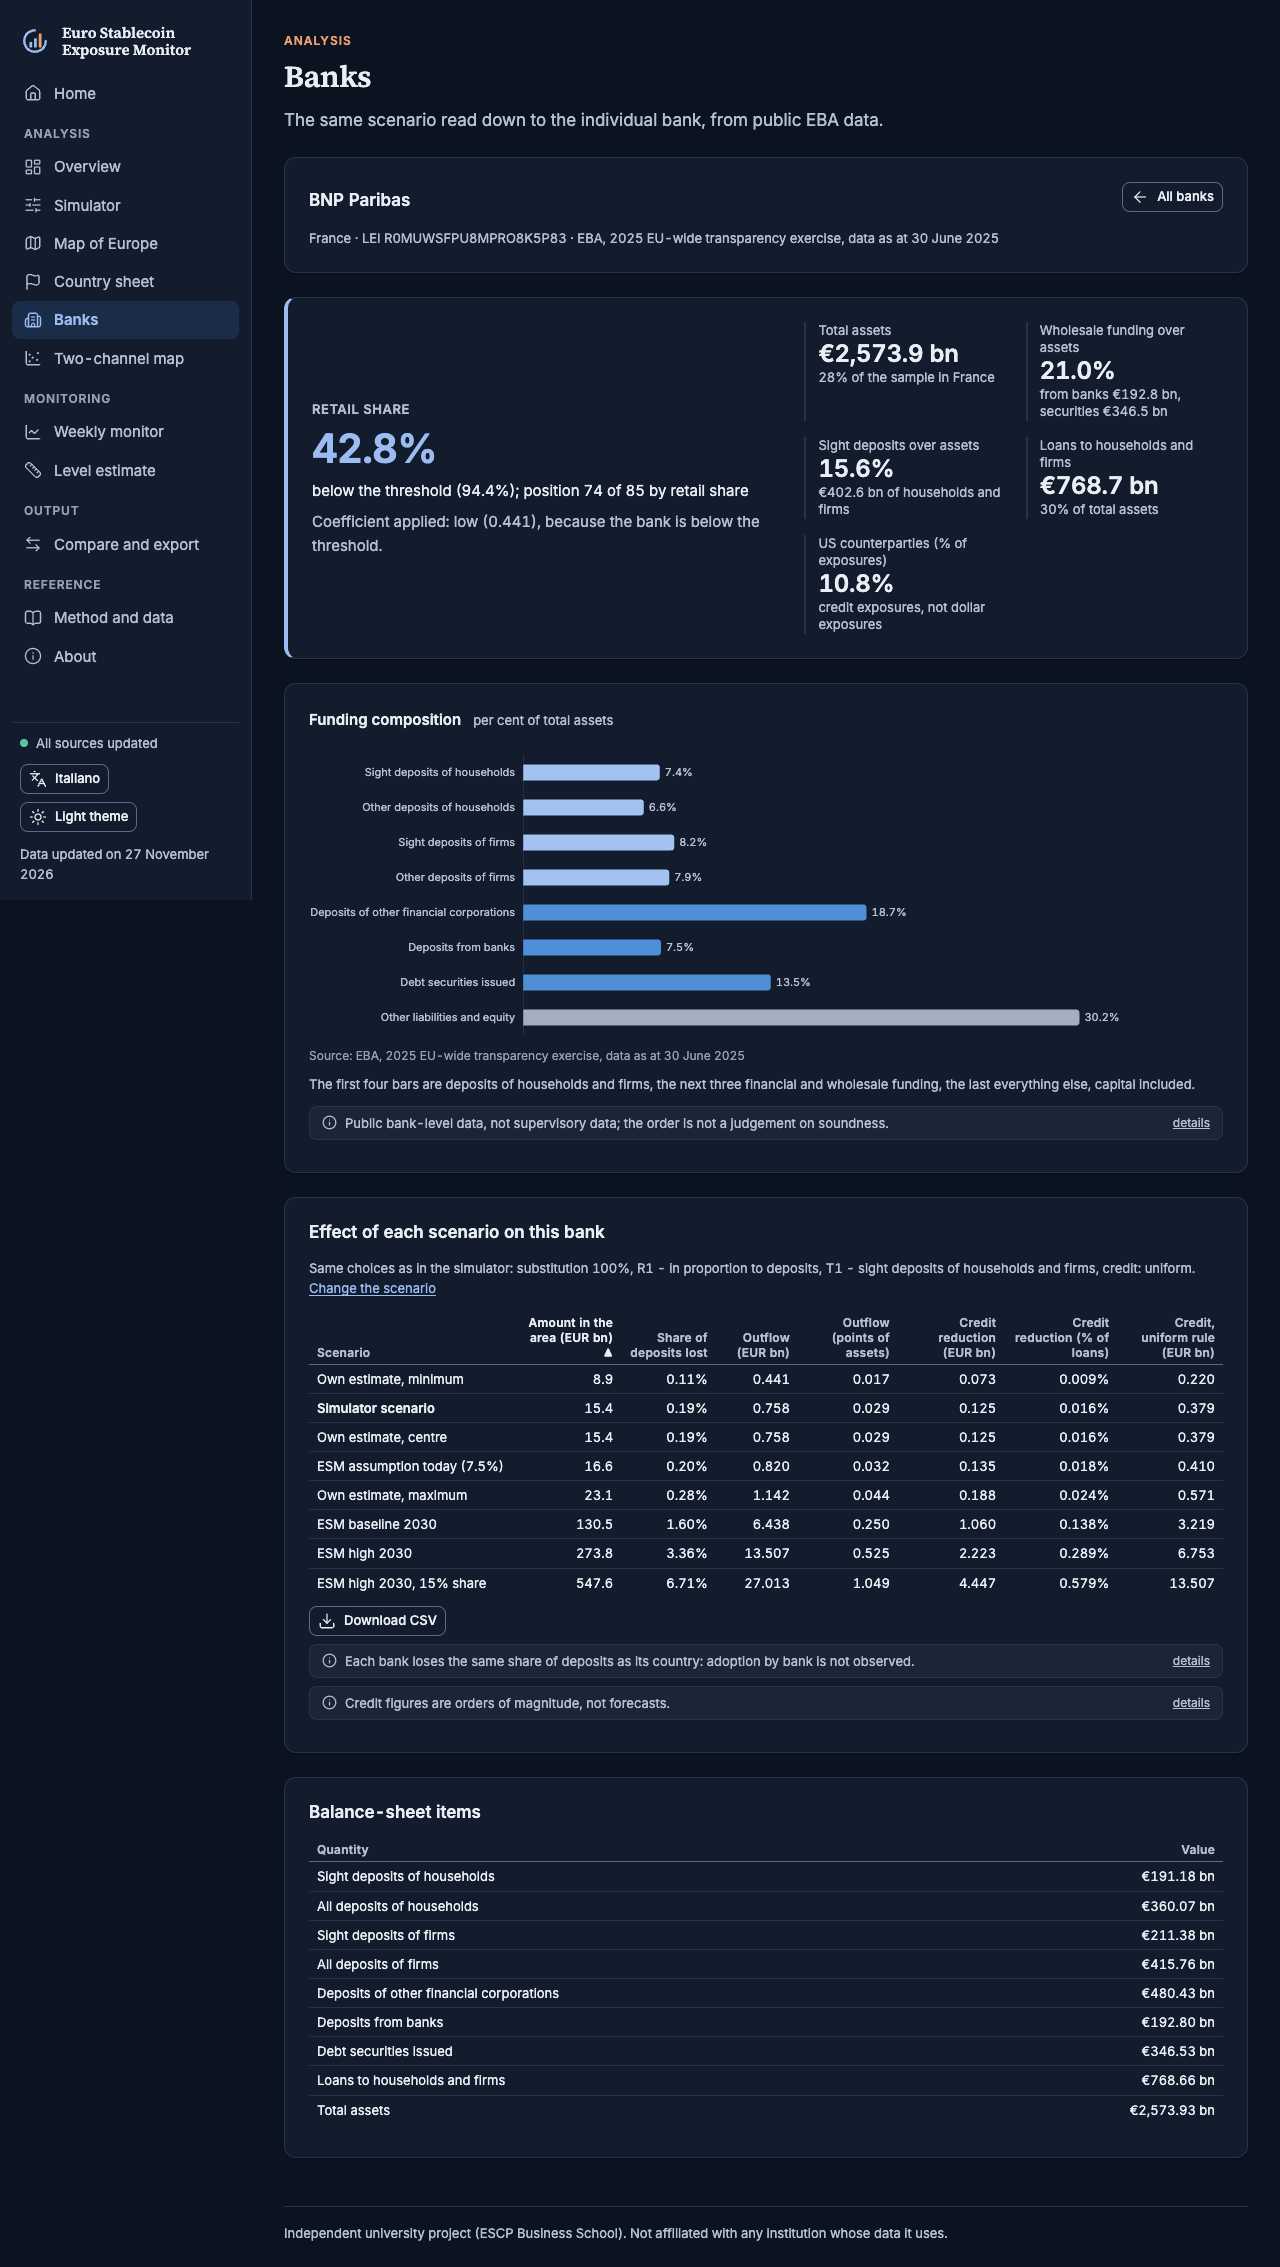 Euro Stablecoin
Exposure Monitor
Home
ANALYSIS
Overview
Simulator
Map of Europe
Country sheet
Banks
Two-channel map
MONITORING
Weekly monitor
Level estimate
OUTPUT
Compare and export
REFERENCE
Method and data
About
All sources updated
Italiano
Light theme
Data updated on 27 November
2026
ANALYSIS
Banks
The same scenario read down to the individual bank, from public EBA data.
BNP Paribas
All banks
France · LEI R0MUWSFPU8MPRO8K5P83 · EBA, 2025 EU-wide transparency exercise, data as at 30 June 2025
RETAIL SHARE
42.8%
below the threshold (94.4%); position 74 of 85 by retail share
Coefficient applied: low (0.441), because the bank is below the
threshold.
Total assets
€2,573.9 bn
28% of the sample in France
Wholesale funding over
assets
21.0%
from banks €192.8 bn,
securities €346.5 bn
Sight deposits over assets
15.6%
€402.6 bn of households and
firms
Loans to households and
firms
€768.7 bn
30% of total assets
US counterparties (% of
exposures)
10.8%
credit exposures, not dollar
exposures
Funding composition per cent of total assets
Sight deposits of households 7.4%
Other deposits of households 6.6%
Sight deposits of firms 8.2%
Other deposits of firms 7.9%
Deposits of other financial corporations 18.7%
Deposits from banks 7.5%
Debt securities issued 13.5%
Other liabilities and equity 30.2%
Source: EBA, 2025 EU-wide transparency exercise, data as at 30 June 2025
The first four bars are deposits of households and firms, the next three financial and wholesale funding, the last everything else, capital included.
Public bank-level data, not supervisory data; the order is not a judgement on soundness. details
Effect of each scenario on this bank
Same choices as in the simulator: substitution 100%, R1 - in proportion to deposits, T1 - sight deposits of households and firms, credit: uniform.
Change the scenario
Scenario Amount in the area (EUR bn) ▲ Share of deposits lost Outflow (EUR bn) Outflow (points of assets) Credit reduction (EUR bn) Credit reduction (% of loans) Credit, uniform rule (EUR bn)
Own estimate, minimum 8.9 0.11% 0.441 0.017 0.073 0.009% 0.220
Simulator scenario 15.4 0.19% 0.758 0.029 0.125 0.016% 0.379
Own estimate, centre 15.4 0.19% 0.758 0.029 0.125 0.016% 0.379
ESM assumption today (7.5%) 16.6 0.20% 0.820 0.032 0.135 0.018% 0.410
Own estimate, maximum 23.1 0.28% 1.142 0.044 0.188 0.024% 0.571
ESM baseline 2030 130.5 1.60% 6.438 0.250 1.060 0.138% 3.219
ESM high 2030 273.8 3.36% 13.507 0.525 2.223 0.289% 6.753
ESM high 2030, 15% share 547.6 6.71% 27.013 1.049 4.447 0.579% 13.507
Download CSV
Each bank loses the same share of deposits as its country: adoption by bank is not observed. details
Credit figures are orders of magnitude, not forecasts. details
Balance-sheet items
Quantity Value
Sight deposits of households €191.18 bn
All deposits of households €360.07 bn
Sight deposits of firms €211.38 bn
All deposits of firms €415.76 bn
Deposits of other financial corporations €480.43 bn
Deposits from banks €192.80 bn
Debt securities issued €346.53 bn
Loans to households and firms €768.66 bn
Total assets €2,573.93 bn
Independent university project (ESCP Business School). Not affiliated with any institution whose data it uses.